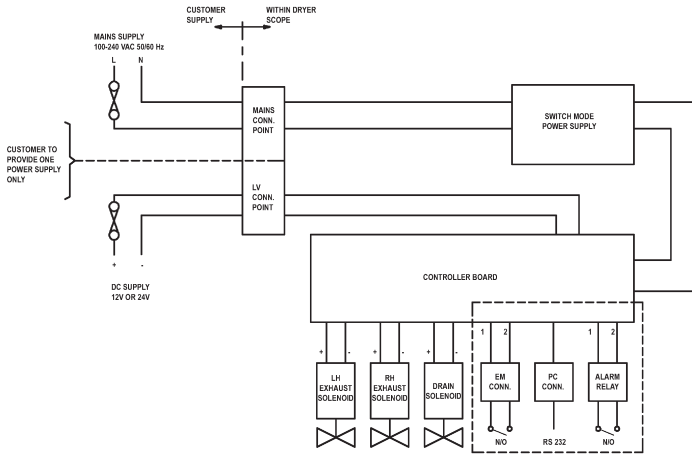 CUSTOMER
SUPPLY
WITHIN DRYER
SCOPE
MAINS SUPPLY
100-240 VAC 50/60 Hz
L
N
MAINS
CONN.
POINT
SWITCH MODE
POWER SUPPLY
CUSTOMER TO
PROVIDE ONE
POWER SUPPLY
ONLY
LV
CONN.
POINT
+
-
DC SUPPLY
12V OR 24V
CONTROLLER BOARD
+
-
+
-
+
-
1
2
1
2
LH
EXHAUST
SOLENOID
RH
EXHAUST
SOLENOID
DRAIN
SOLENOID
EM
CONN.
PC
CONN.
ALARM
RELAY
N/O
RS 232
N/O